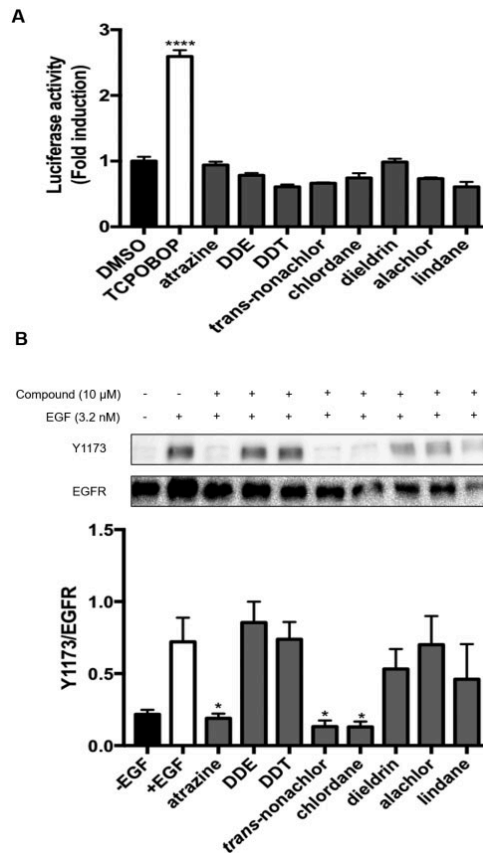 A
Luciferase activity
(Fold induction)
3
2
1
0
****
DMSO
TCPOBOP
atrazine
DDE
DDT
trans-nonachlor
chlordane
dieldrin
alachlor
lindane
B
Compound (10 µM) - - + + + + + + + +
EGF (3.2 nM) - + + + + + + + + +
Y1173
EGFR
Y1173/EGFR
1.5
1.0
0.5
0.0
* * *
-EGF
+EGF
atrazine
DDE
DDT
trans-nonachlor
chlordane
dieldrin
alachlor
lindane